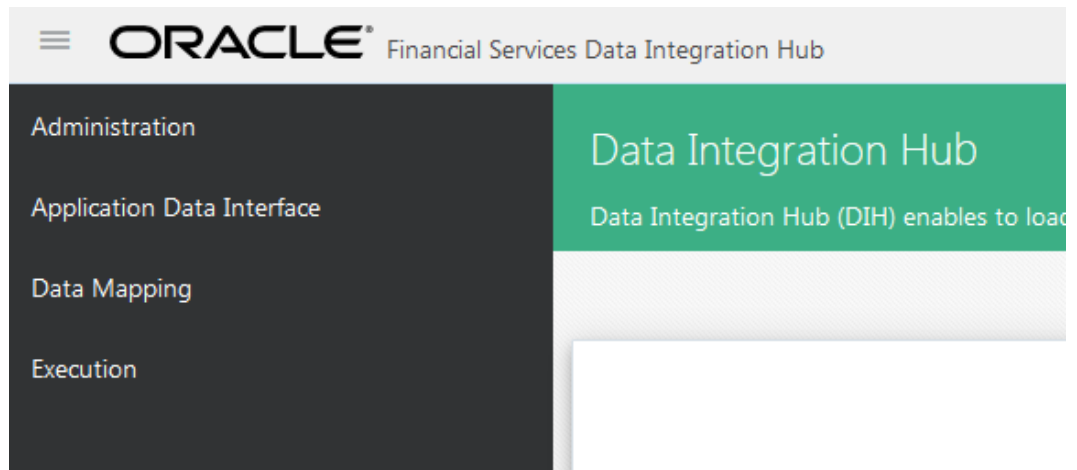 ORACLE® Financial Services Data Integration Hub
Administration
Application Data Interface
Data Mapping
Execution
Data Integration Hub
Data Integration Hub (DIH) enables to